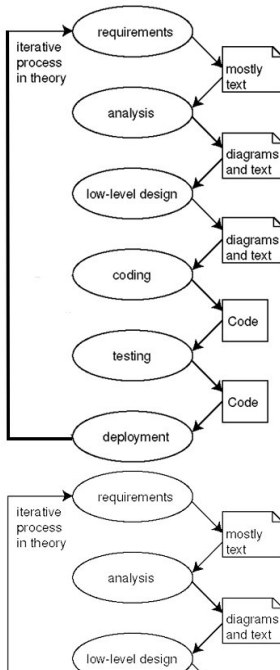 requirements
iterative
process
in theory
mostly
text
analysis
diagrams
and text
low-level design
diagrams
and text
coding
Code
testing
Code
deployment
requirements
iterative
process
in theory
mostly
text
analysis
diagrams
and text
low-level design